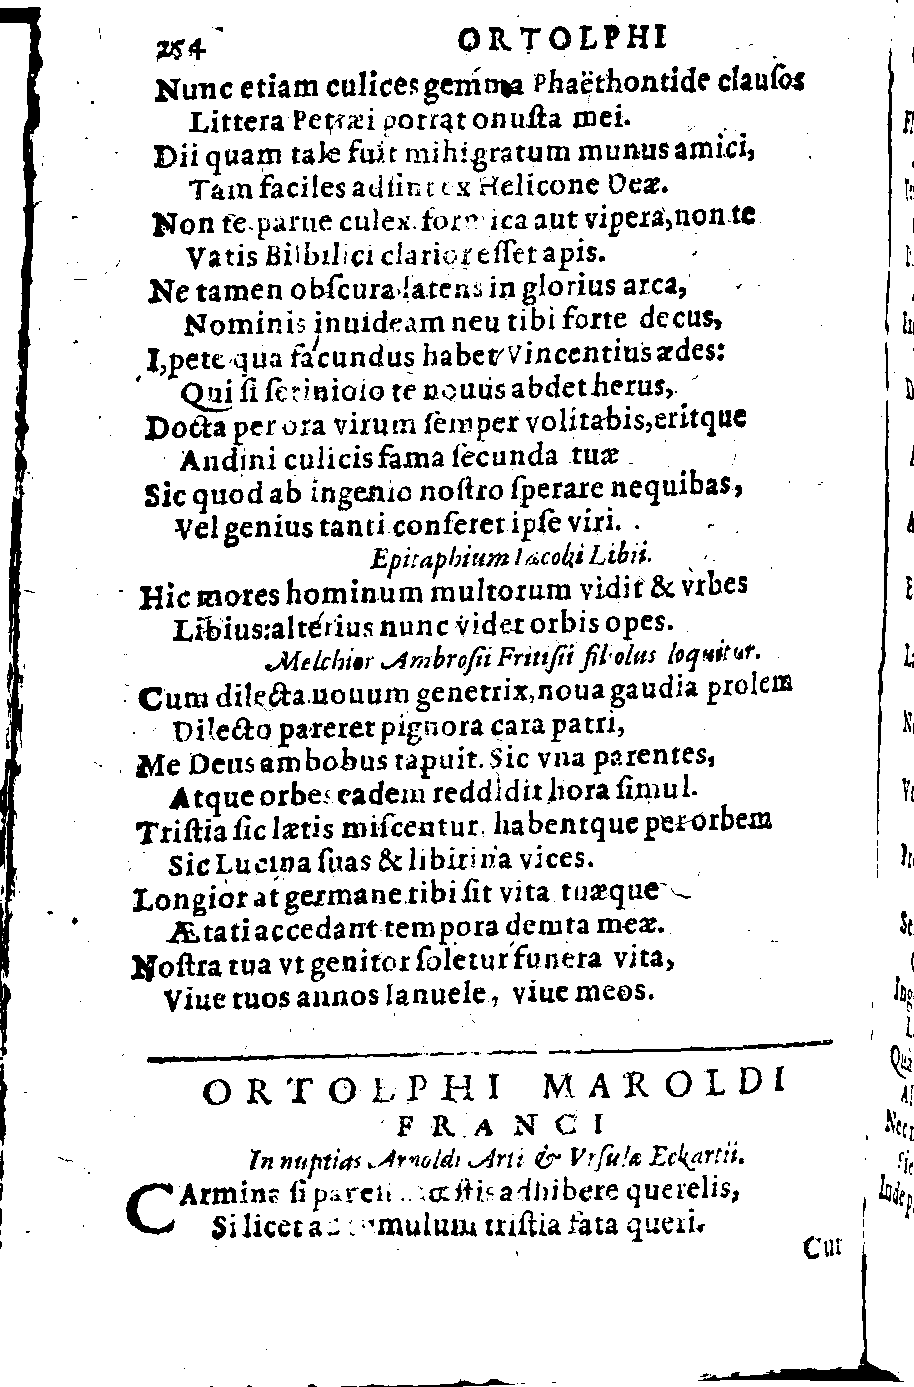 254 ORTOLPHI
Nunc etiam culices gemma Phaëthontide clauſos
Littera Petræi portat onuſta mei.
Dii quam tale fuit mihi gratum munus amici,
Tam faciles adſint ex Helicone Deæ.
Non te parue culex formica aut vipera, non te
Vatis Bilbilici clarior eſſet apis.
Ne tamen obſcura latens inglorius arca,
Nominis inuideam neu tibi forte decus,
I, pete qua facundus habet Vincentius ædes:
Qui ſi te nouus abdet herus,
Docta per ora virum ſemper volitabis, eritque
Andini culicis fama ſecunda tuæ
Sic quod ab ingenio noſtro ſperare nequibas,
Vel genius tanti conferet ipſe viri.
Epitaphium Iacobi Libii.
Hic mores hominum multorum vidit & vrbes
Libius: alterius nunc videt orbis opes.
Melchior Ambroſii Fritſii filiolus loquitur.
Cum dilecta nouum genetrix, noua gaudia prolem
Dilecto pareret pignora cara patri,
Me Deus ambobus rapuit. Sic vna parentes,
Atque orbes eadem reddidit hora ſimul.
Triſtia ſic lætis miſcentur, habentque per orbem
Sic Lucina ſuas & libitina vices.
Longior at germane tibi ſit vita tuæque
Ætati accedant tempora demta meæ.
Noſtra tua vt genitor ſoletur funera vita,
Viue tuos annos Ianuele, viue meos.
ORTOLPHI MAROLDI
FRANCI
In nuptias Arnoldi Arti & Vrſulæ Eckartii.
CArmina ſi adhibere querelis,
Si licet triſtia fata queri.
Cur